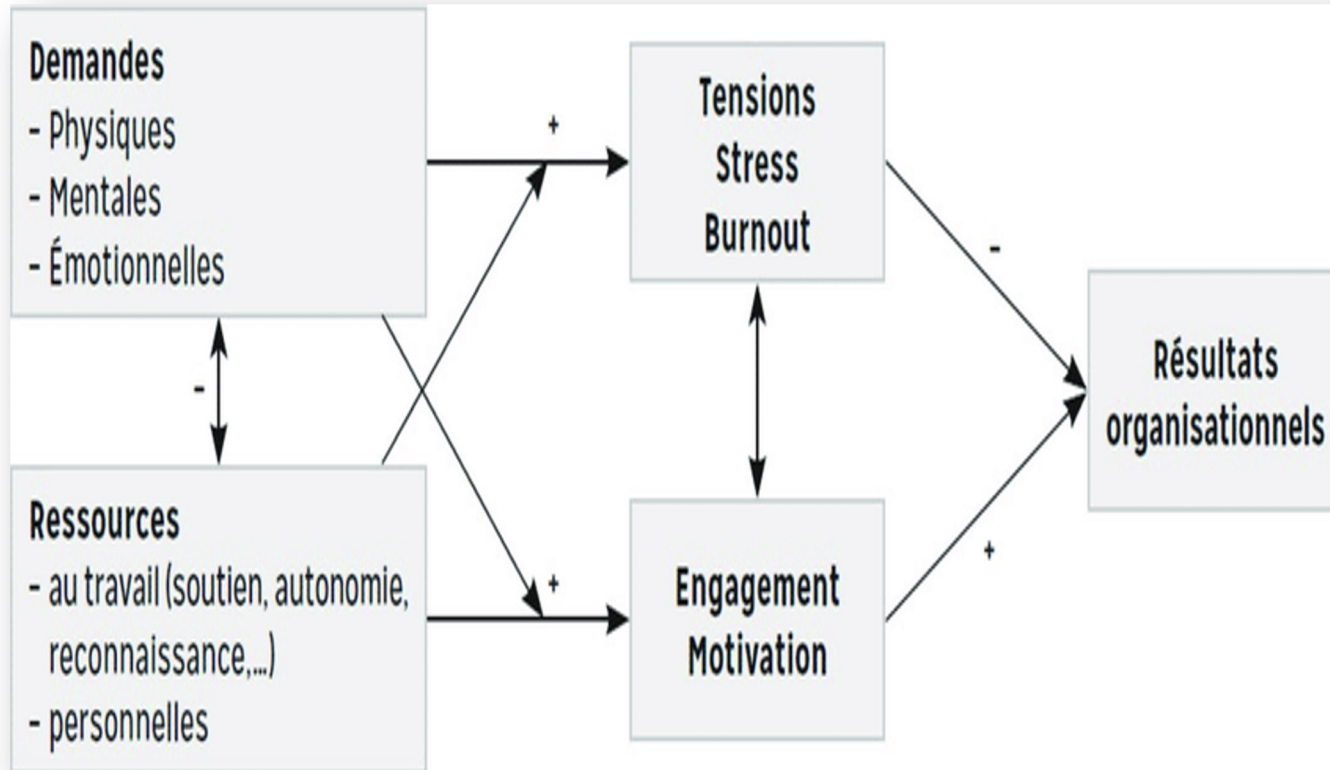 Demandes
- Physiques
- Mentales
- Émotionnelles
-
Ressources
- au travail (soutien, autonomie,
reconnaissance,...)
- personnelles
+
+
Tensions
Stress
Burnout
Engagement
Motivation
-
+
Résultats
organisationnels